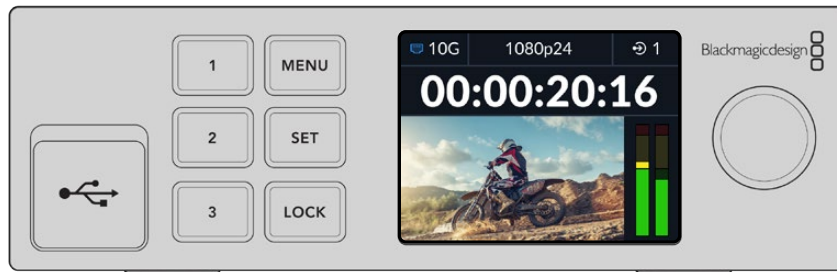 10G 1080p24 1
00:00:20:16
Blackmagicdesign
1 MENU
2 SET
3 LOCK